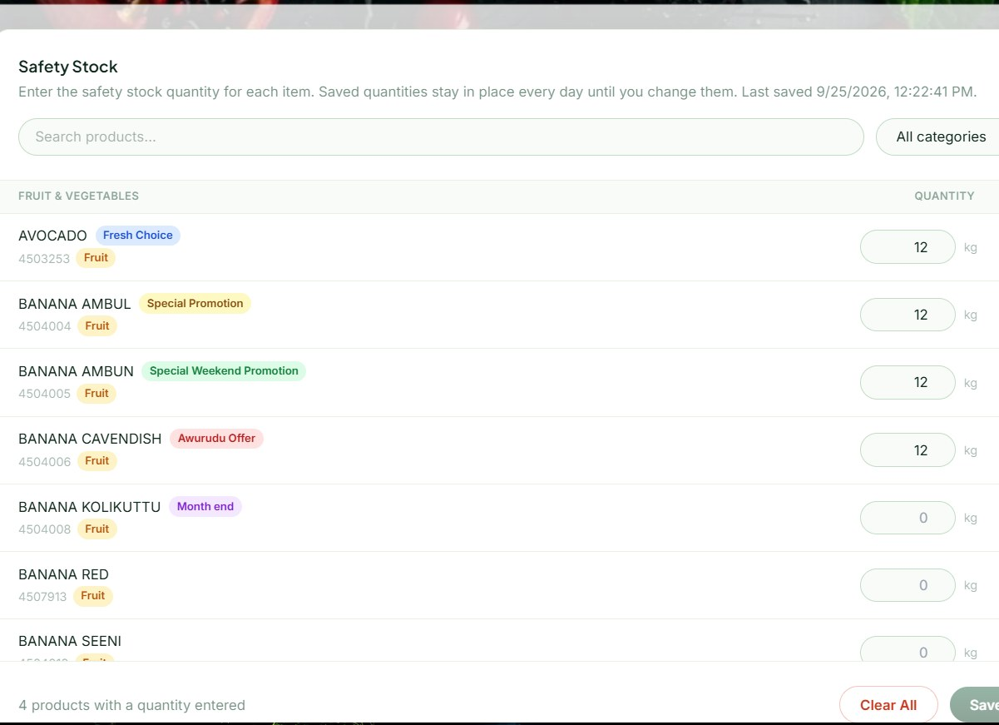 Safety Stock
Enter the safety stock quantity for each item. Saved quantities stay in place every day until you change them. Last saved 9/25/2026, 12:22:41 PM.
Search products...
All categories
FRUIT & VEGETABLES QUANTITY
AVOCADO Fresh Choice
4503253 Fruit
12 kg
BANANA AMBUL Special Promotion
4504004 Fruit
12 kg
BANANA AMBUN Special Weekend Promotion
4504005 Fruit
12 kg
BANANA CAVENDISH Awurudu Offer
4504006 Fruit
12 kg
BANANA KOLIKUTTU Month end
4504008 Fruit
0 kg
BANANA RED
4507913 Fruit
0 kg
BANANA SEENI
Fruit
0 kg
4 products with a quantity entered
Clear All
Save